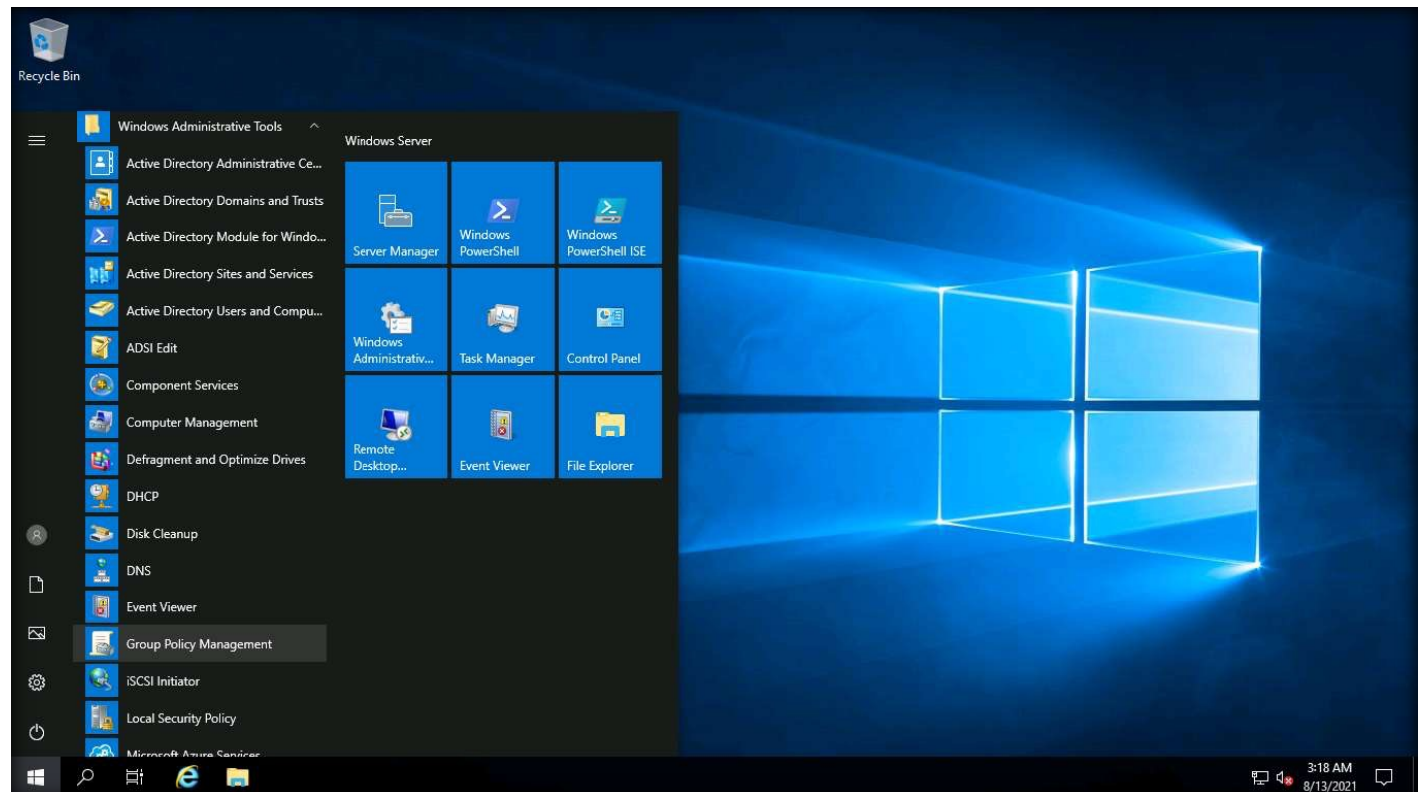 Recycle Bin
Windows Administrative Tools
Active Directory Administrative Ce...
Active Directory Domains and Trusts
Active Directory Module for Windo...
Active Directory Sites and Services
Active Directory Users and Compu...
ADSI Edit
Component Services
Computer Management
Defragment and Optimize Drives
DHCP
Disk Cleanup
DNS
Event Viewer
Group Policy Management
iSCSI Initiator
Local Security Policy
Microsoft Azure Services
Windows Server
Server Manager
Windows
PowerShell
Windows
PowerShell ISE
Windows
Administrativ...
Task Manager
Control Panel
Remote
Desktop...
Event Viewer
File Explorer
3:18 AM
8/13/2021